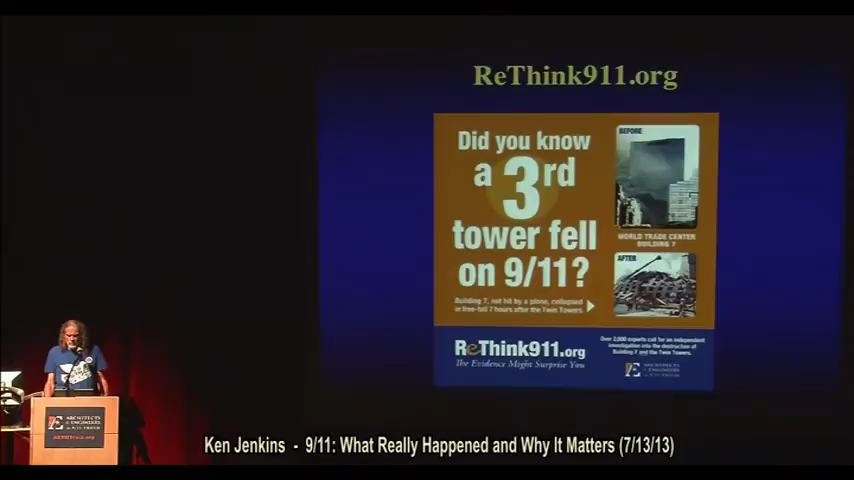 ReThink911.org
Did you know
a 3rd
tower fell
on 9/11?
Building 7, not hit by a plane, collapsed
in free-fall 7 hours after the Twin Towers.
BEFORE
WORLD TRADE CENTER
BUILDING 7
AFTER
ReThink911.org
The Evidence Might Surprise You
Over 2,000 experts call for an independent
investigation into the destruction of
Building 7 and the Twin Towers.
ARCHITECTS
& ENGINEERS
ARCHITECTS
& ENGINEERS
Ken Jenkins - 9/11: What Really Happened and Why It Matters (7/13/13)